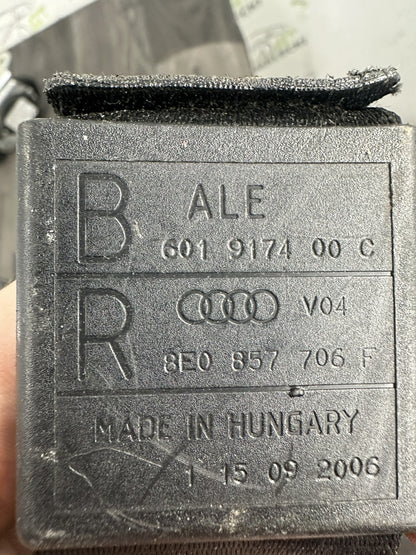 B ALE
601 9174 00 C
R V04
8E0 857 706 F
MADE IN HUNGARY
1 15 09 2006